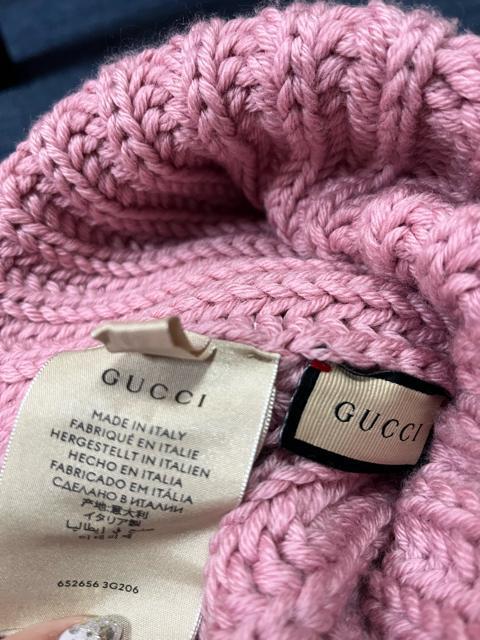 GUCCI
MADE IN ITALY
FABRIQUÉ EN ITALIE
HERGESTELLT IN ITALIEN
HECHO EN ITALIA
FABRICADO EM ITÁLIA
СДЕЛАНО В ИТАЛИИ
产地:意大利
イタリア製
652656 3G206
GUCCI